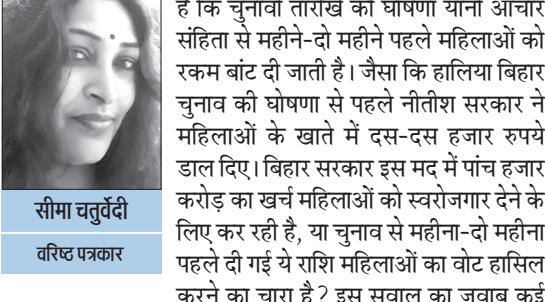 है कि चुनावी तारीख की घोषणा यानी आचार
संहिता से महीने-दो महीने पहले महिलाओं को
रकम बांट दी जाती है। जैसा कि हालिया बिहार
चुनाव की घोषणा से पहले नीतीश सरकार ने
महिलाओं के खाते में दस-दस हजार रुपये
डाल दिए। बिहार सरकार इस मद में पांच हजार
करोड़ का खर्च महिलाओं को स्वरोजगार देने के
लिए कर रही है, या चुनाव से महीना-दो महीना
पहले दी गई ये राशि महिलाओं का वोट हासिल
करने का चारा है? इस सवाल का जवाब कई
सीमा चतुर्वेदी
वरिष्ठ पत्रकार